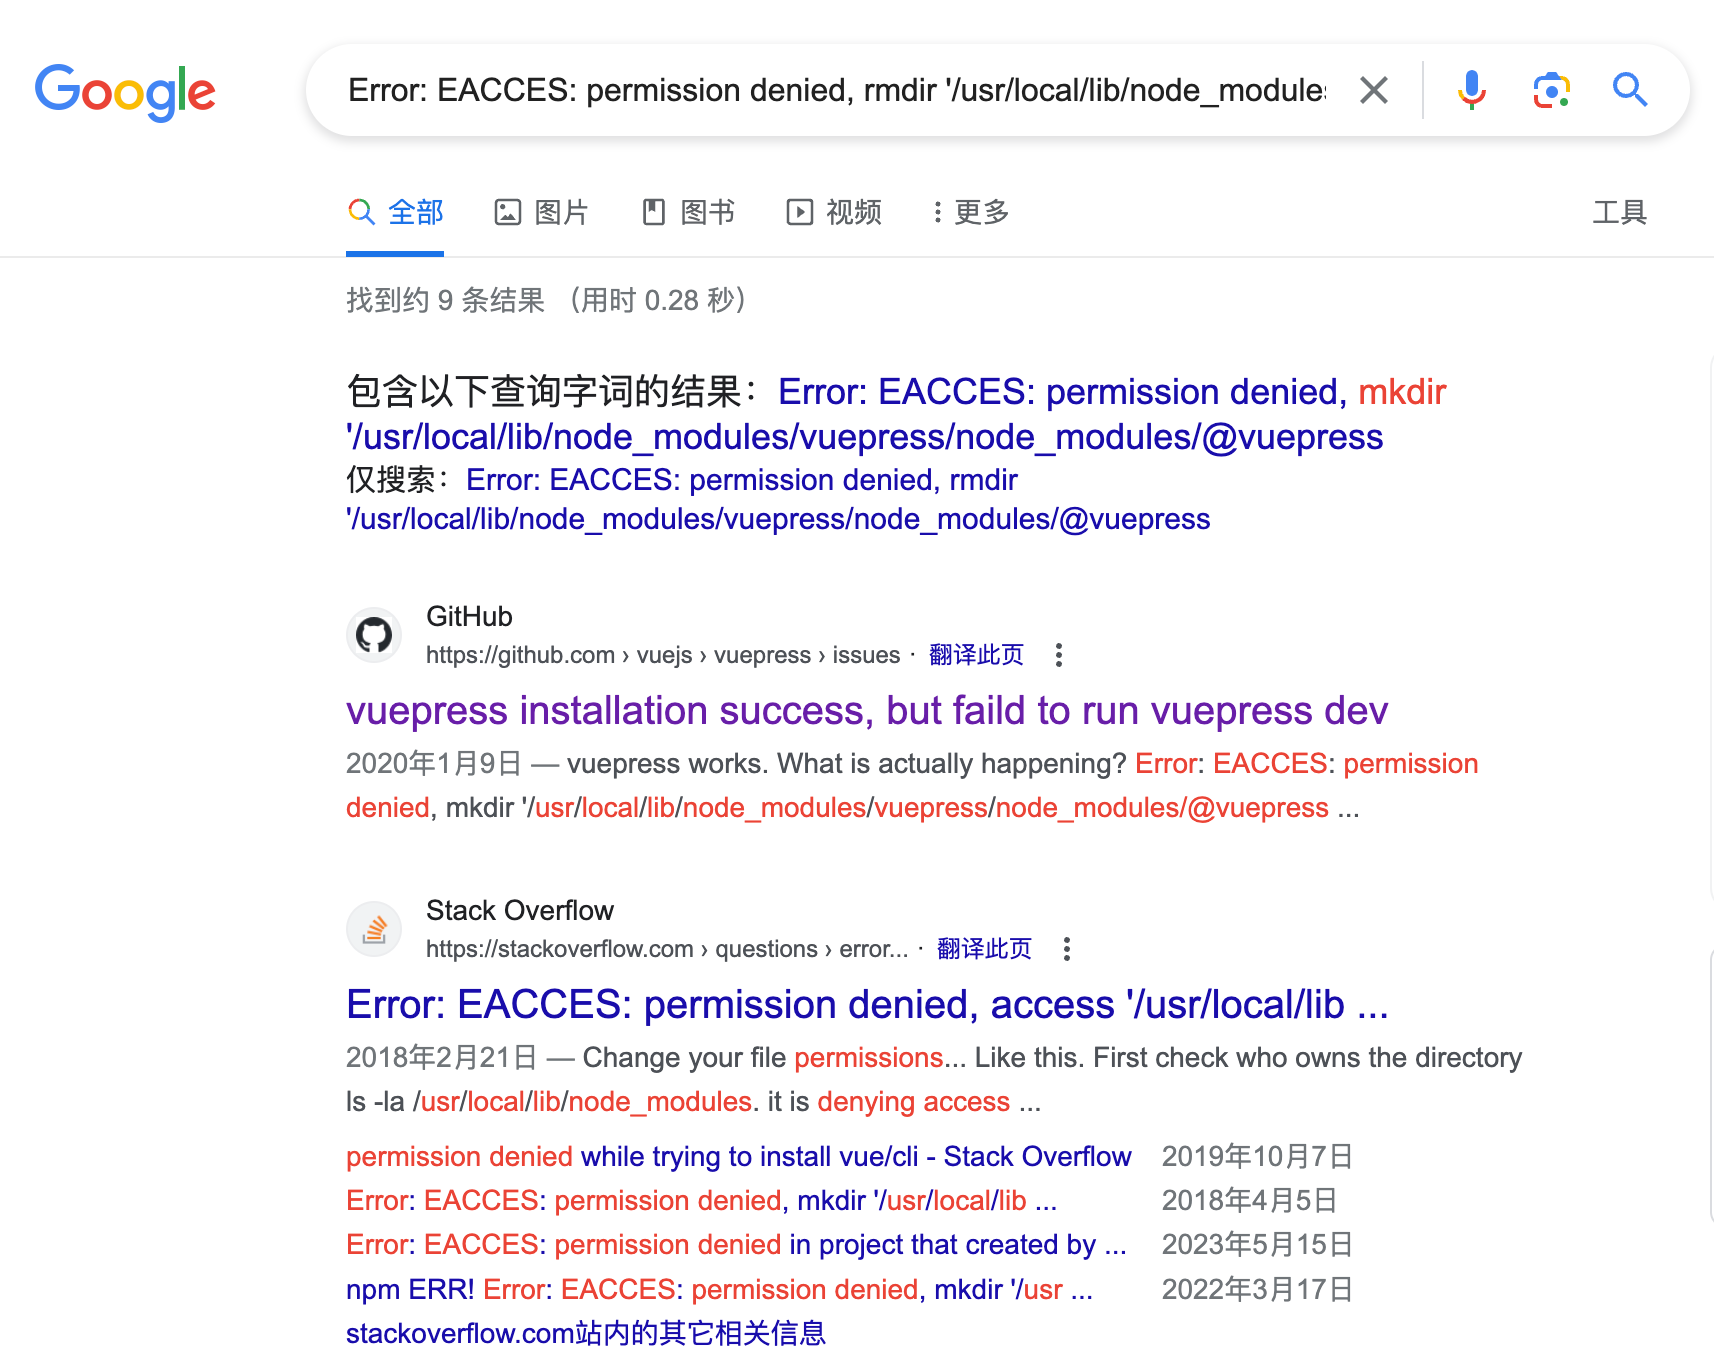 Google
Error: EACCES: permission denied, rmdir '/usr/local/lib/node_modules
全部 图片 图书 视频 更多 工具
找到约 9 条结果 （用时 0.28 秒）
包含以下查询字词的结果： Error: EACCES: permission denied, mkdir
'/usr/local/lib/node_modules/vuepress/node_modules/@vuepress
仅搜索： Error: EACCES: permission denied, rmdir
'/usr/local/lib/node_modules/vuepress/node_modules/@vuepress
GitHub
https://github.com › vuejs › vuepress › issues · 翻译此页
vuepress installation success, but faild to run vuepress dev
2020年1月9日 — vuepress works. What is actually happening? Error: EACCES: permission
denied, mkdir '/usr/local/lib/node_modules/vuepress/node_modules/@vuepress ...
Stack Overflow
https://stackoverflow.com › questions › error... · 翻译此页
Error: EACCES: permission denied, access '/usr/local/lib ...
2018年2月21日 — Change your file permissions... Like this. First check who owns the directory
ls -la /usr/local/lib/node_modules. it is denying access ...
permission denied while trying to install vue/cli - Stack Overflow 2019年10月7日
Error: EACCES: permission denied, mkdir '/usr/local/lib ... 2018年4月5日
Error: EACCES: permission denied in project that created by ... 2023年5月15日
npm ERR! Error: EACCES: permission denied, mkdir '/usr ... 2022年3月17日
stackoverflow.com站内的其它相关信息